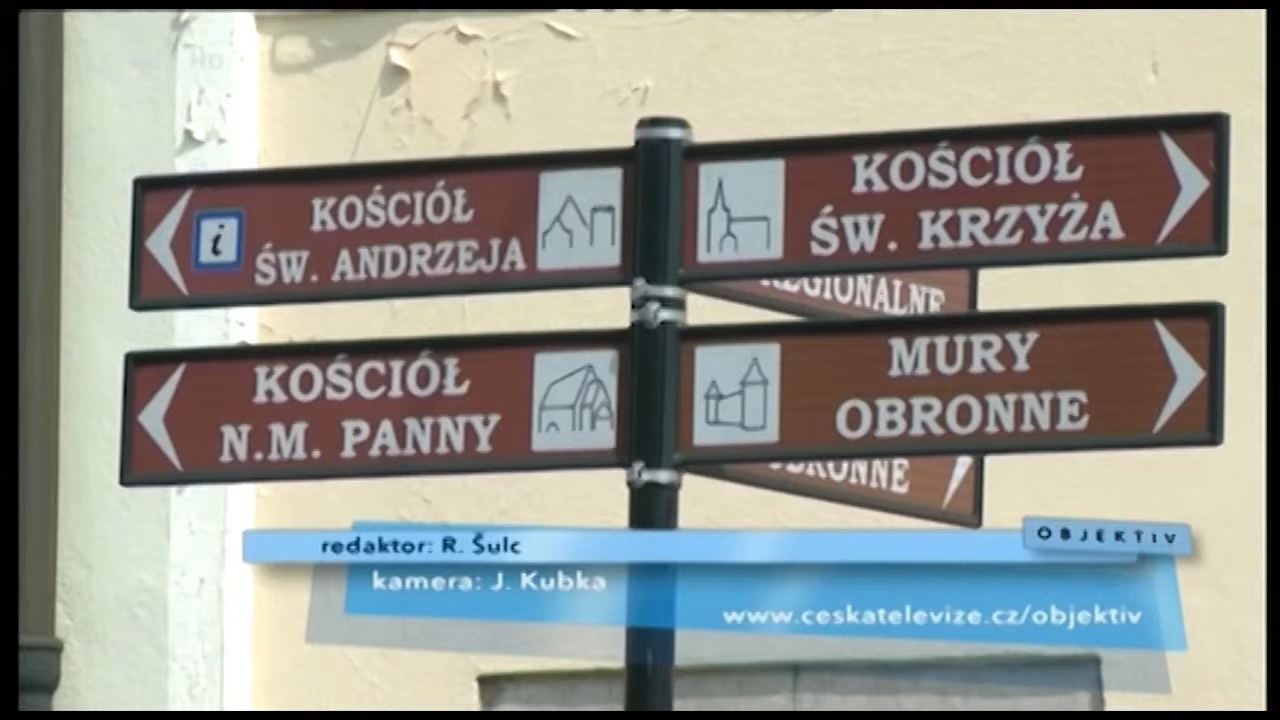 KOŚCIÓŁ
ŚW. ANDRZEJA
i
KOŚCIÓŁ
ŚW. KRZYŻA
REGIONALNE
KOŚCIÓŁ
N.M. PANNY
MURY
OBRONNE
OBRONNE
OBJEKTIV
redaktor: R. Šulc
kamera: J. Kubka
www.ceskatelevize.cz/objektiv